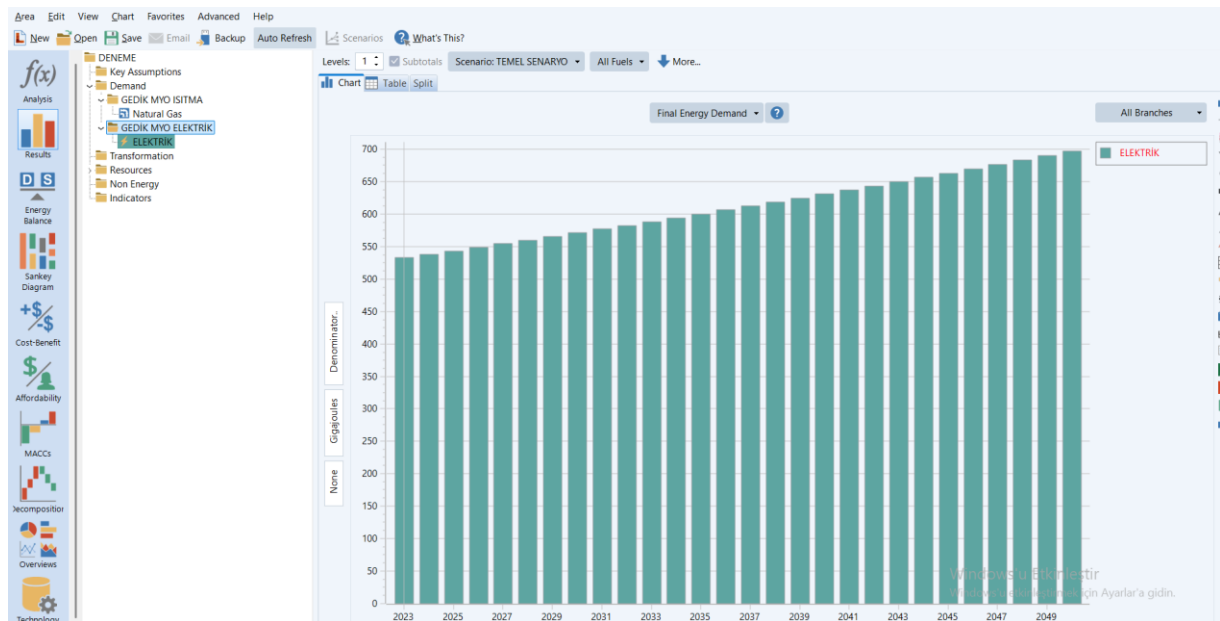 Area Edit View Chart Favorites Advanced Help
New Open Save Email Backup Auto Refresh Scenarios What's This?
f(x)
Analysis
Results
D S
Energy
Balance
Sankey
Diagram
+$/-$
Cost-Benefit
$
Affordability
MACCs
Decomposition
Overviews
Technology
DENEME
Key Assumptions
Demand
GEDİK MYO ISITMA
Natural Gas
GEDİK MYO ELEKTRİK
ELEKTRİK
Transformation
Resources
Non Energy
Indicators
Levels: 1 Subtotals Scenario: TEMEL SENARYO All Fuels More...
Chart Table Split
Final Energy Demand ? All Branches
ELEKTRİK
Denominator..
Gigajoules
None
700
650
600
550
500
450
400
350
300
250
200
150
100
50
0
2023 2025 2027 2029 2031 2033 2035 2037 2039 2041 2043 2045 2047 2049
Windows'u Etkinleştir
Windows'u etkinleştirmek için Ayarlar'a gidin.